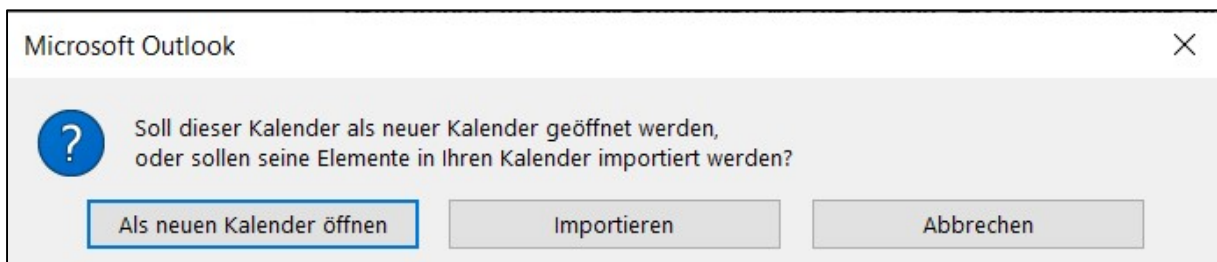 Microsoft Outlook
Soll dieser Kalender als neuer Kalender geöffnet werden,
oder sollen seine Elemente in Ihren Kalender importiert werden?
Als neuen Kalender öffnen
Importieren
Abbrechen